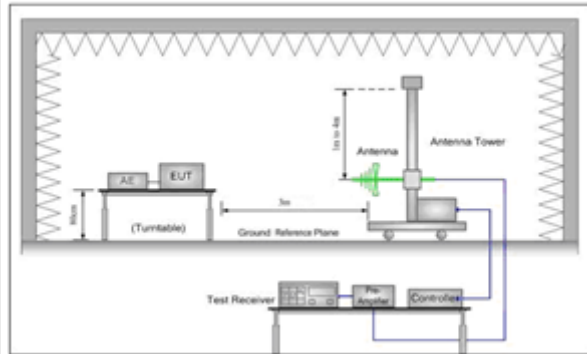 1m to 4m
Antenna
Antenna Tower
AE
EUT
80cm
(Turntable)
3m
Ground Reference Plane
Test Receiver
Pre-
Amplifier
Controller